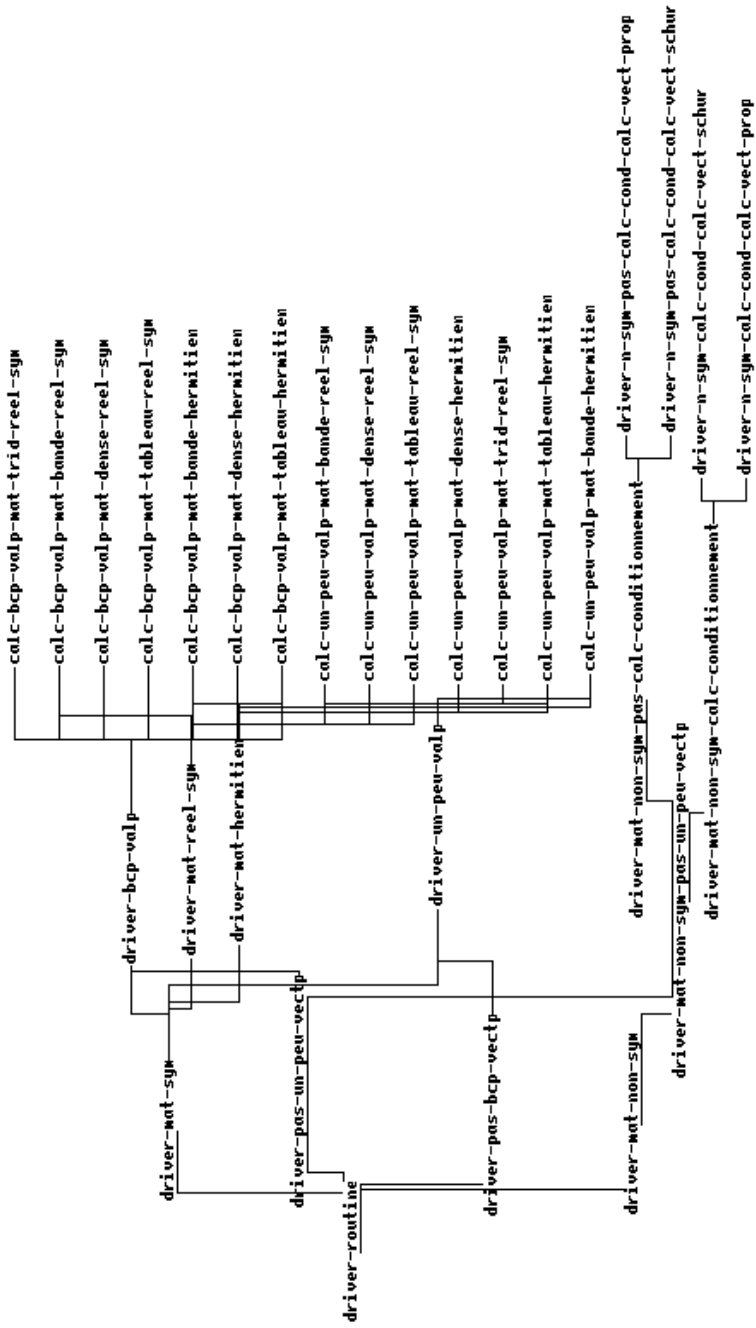 calc-bcp-valp-mat-trid-reel-sym
calc-bcp-valp-mat-bande-reel-sym
calc-bcp-valp-mat-dense-reel-sym
calc-bcp-valp-mat-tableau-reel-sym
calc-bcp-valp-mat-bande-hermitien
calc-bcp-valp-mat-dense-hermitien
calc-bcp-valp-mat-tableau-hermitien
calc-un-peu-valp-mat-bande-reel-sym
calc-un-peu-valp-mat-dense-reel-sym
calc-un-peu-valp-mat-tableau-reel-sym
calc-un-peu-valp-mat-dense-hermitien
calc-un-peu-valp-mat-trid-reel-sym
calc-un-peu-valp-mat-tableau-hermitien
calc-un-peu-valp-mat-bande-hermitien
driver-n-sym-pas-calc-cond-calc-vect-prop
driver-n-sym-pas-calc-cond-calc-vect-schur
driver-n-sym-calc-cond-calc-vect-schur
driver-n-sym-calc-cond-calc-vect-prop
driver-bcp-valp
driver-mat-reel-sym
driver-mat-hermitien
driver-un-peu-valp
driver-mat-non-sym-pas-calc-conditionnement
driver-mat-non-sym-pas-un-peu-vectp
driver-mat-non-sym-calc-conditionnement
driver-mat-sym
driver-pas-un-peu-vectp
driver-pas-bcp-vectp
driver-mat-non-sym
driver-routine